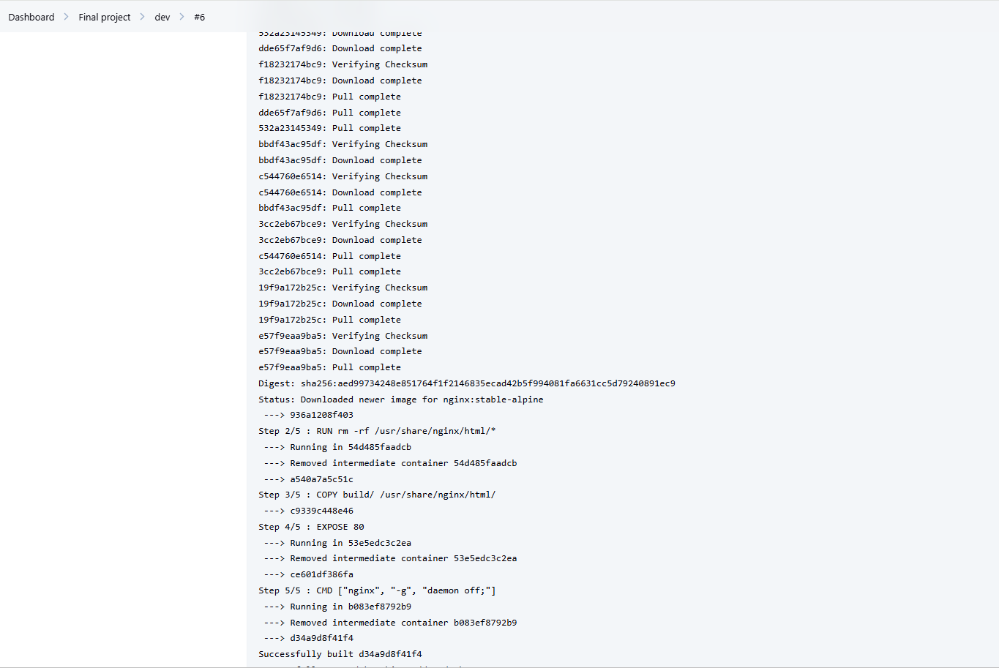 Dashboard > Final project > dev > #6
532a23145349: Download complete
dde65f7af9d6: Download complete
f18232174bc9: Verifying Checksum
f18232174bc9: Download complete
f18232174bc9: Pull complete
dde65f7af9d6: Pull complete
532a23145349: Pull complete
bbdf43ac95df: Verifying Checksum
bbdf43ac95df: Download complete
c544760e6514: Verifying Checksum
c544760e6514: Download complete
bbdf43ac95df: Pull complete
3cc2eb67bce9: Verifying Checksum
3cc2eb67bce9: Download complete
c544760e6514: Pull complete
3cc2eb67bce9: Pull complete
19f9a172b25c: Verifying Checksum
19f9a172b25c: Download complete
19f9a172b25c: Pull complete
e57f9eaa9ba5: Verifying Checksum
e57f9eaa9ba5: Download complete
e57f9eaa9ba5: Pull complete
Digest: sha256:aed99734248e851764f1f2146835ecad42b5f994081fa6631cc5d79240891ec9
Status: Downloaded newer image for nginx:stable-alpine
---> 936a1208f403
Step 2/5 : RUN rm -rf /usr/share/nginx/html/*
---> Running in 54d485faadcb
---> Removed intermediate container 54d485faadcb
---> a540a7a5c51c
Step 3/5 : COPY build/ /usr/share/nginx/html/
---> c9339c448e46
Step 4/5 : EXPOSE 80
---> Running in 53e5edc3c2ea
---> Removed intermediate container 53e5edc3c2ea
---> ce601df386fa
Step 5/5 : CMD ["nginx", "-g", "daemon off;"]
---> Running in b083ef8792b9
---> Removed intermediate container b083ef8792b9
---> d34a9d8f41f4
Successfully built d34a9d8f41f4